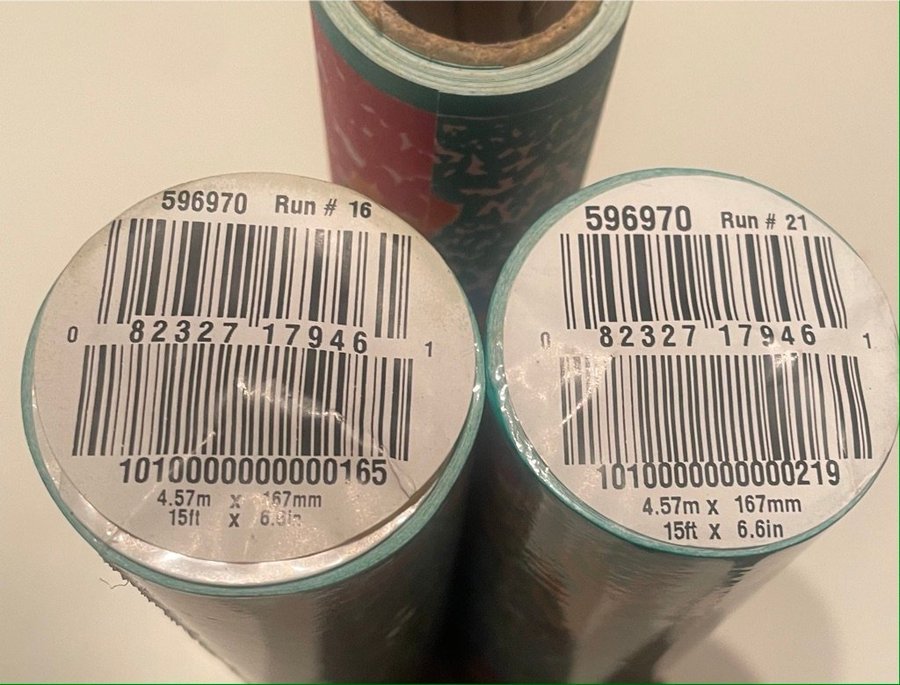 596970 Run # 16
0 82327 17946 1
1010000000000165
4.57m x 167mm
15ft x 6.6in
596970 Run # 21
0 82327 17946 1
1010000000000219
4.57m x 167mm
15ft x 6.6in